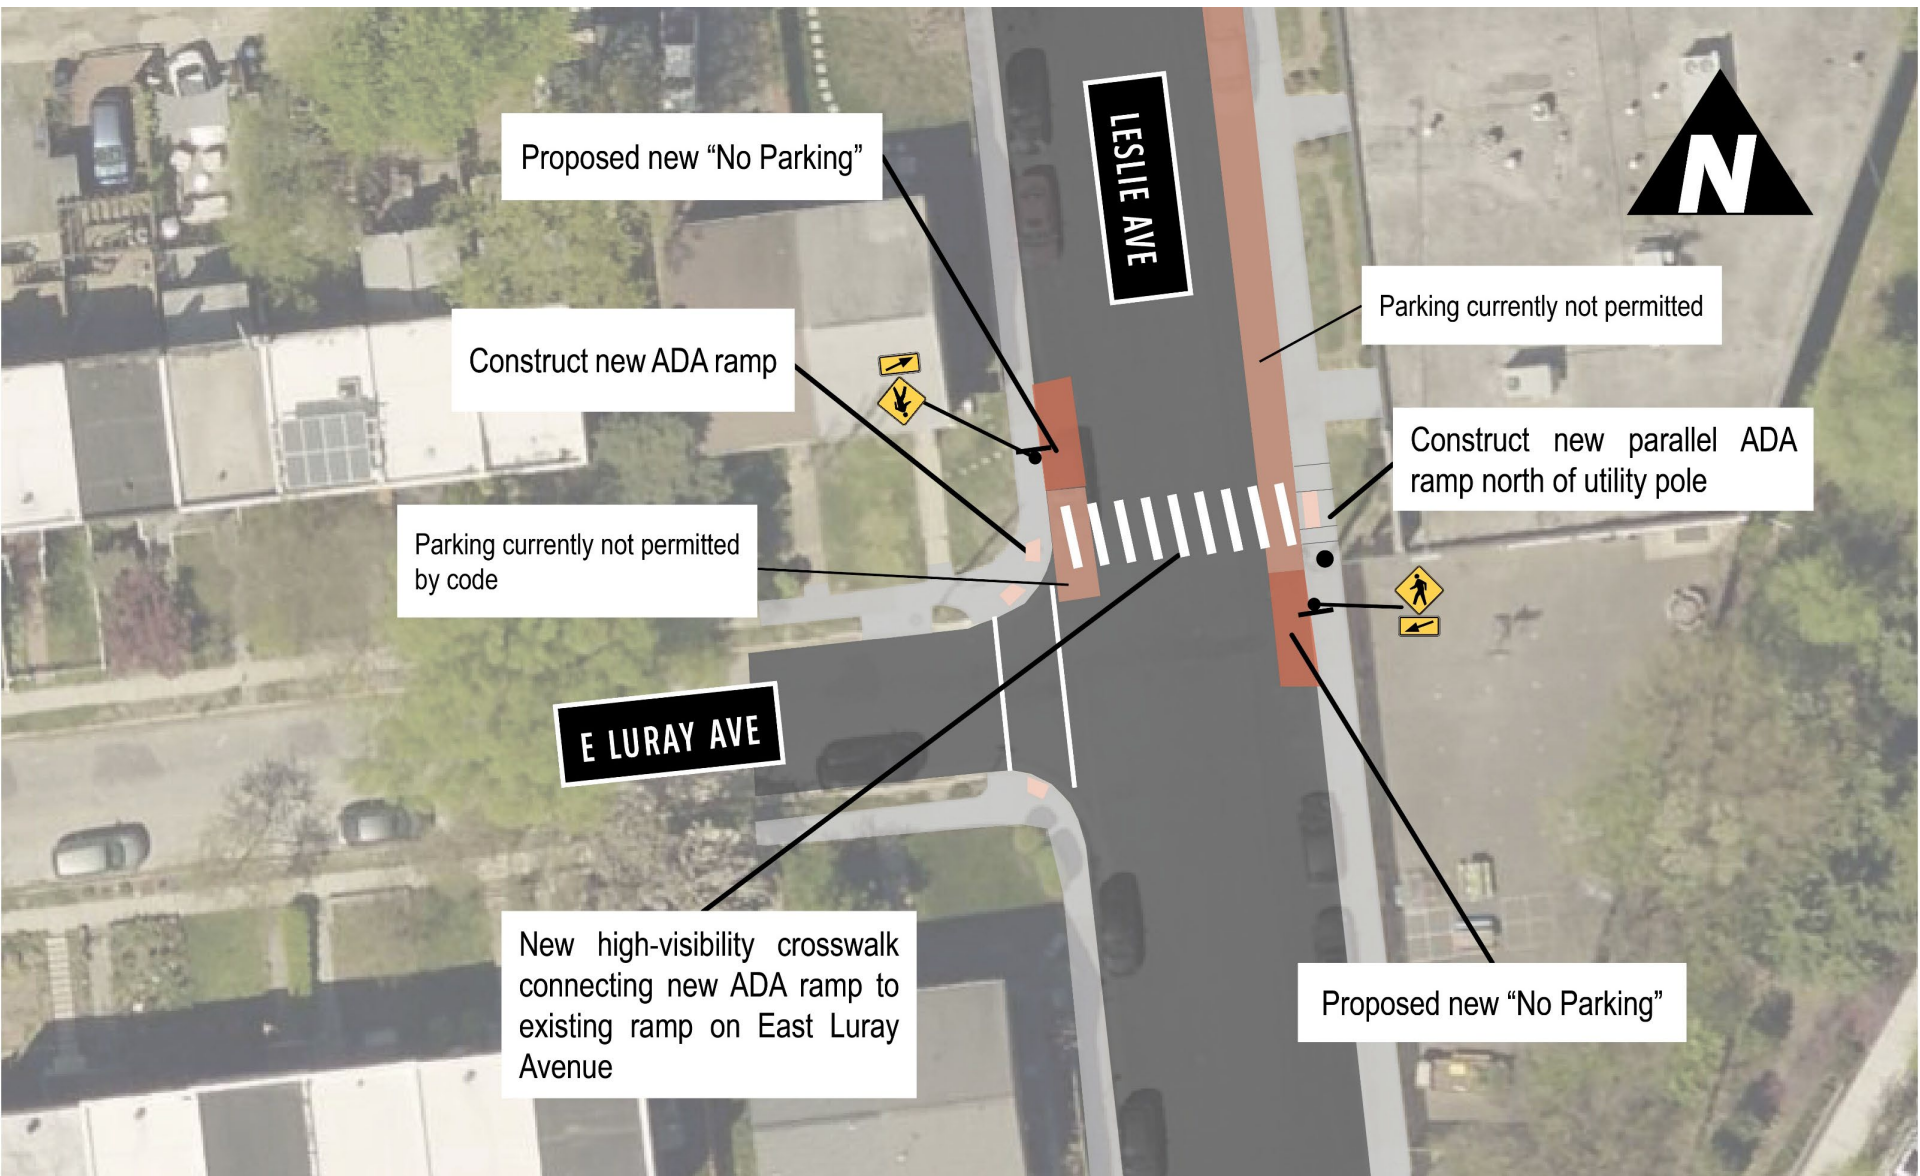 Proposed new “No Parking”
LESLIE AVE
N
Parking currently not permitted
Construct new ADA ramp
Construct new parallel ADA
ramp north of utility pole
Parking currently not permitted
by code
E LURAY AVE
New high-visibility crosswalk
connecting new ADA ramp to
existing ramp on East Luray
Avenue
Proposed new “No Parking”